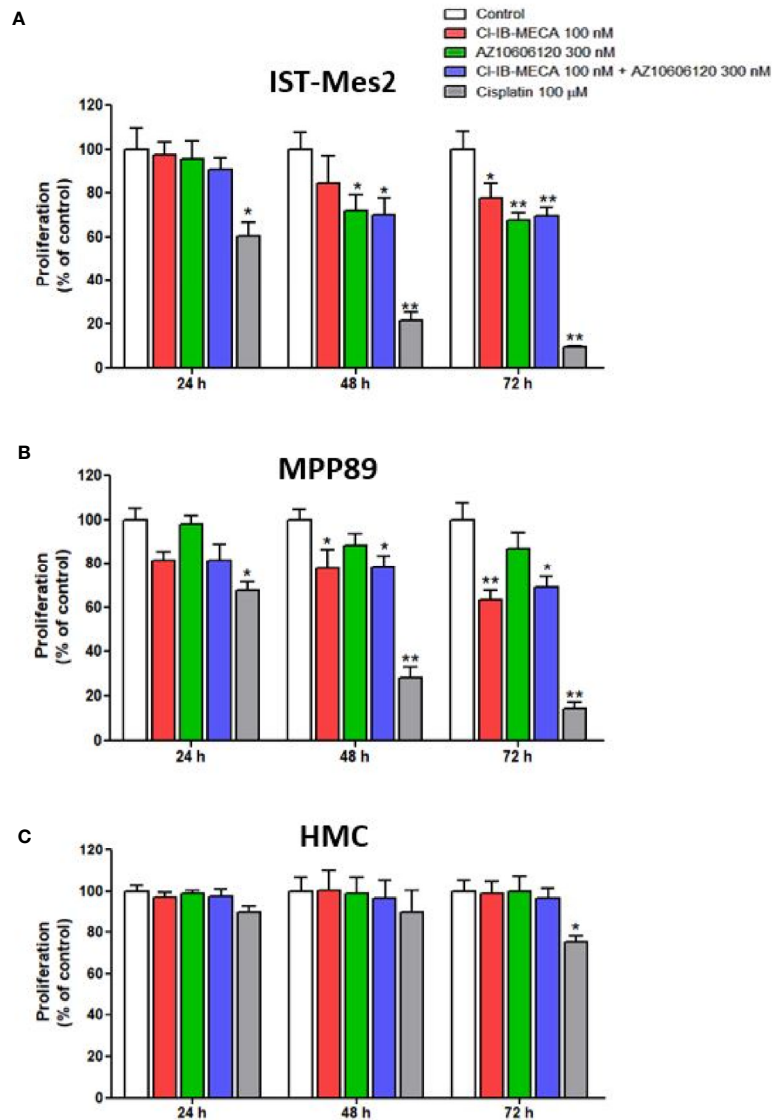 A
Control
Cl-IB-MECA 100 nM
AZ10606120 300 nM
Cl-IB-MECA 100 nM + AZ10606120 300 nM
Cisplatin 100 µM
IST-Mes2
Proliferation
(% of control)
120
100
80
60
40
20
0
* ** * * ** * ** ** **
24 h 48 h 72 h
B
MPP89
Proliferation
(% of control)
120
100
80
60
40
20
0
* * * ** ** * **
24 h 48 h 72 h
C
HMC
Proliferation
(% of control)
120
100
80
60
40
20
0
*
24 h 48 h 72 h